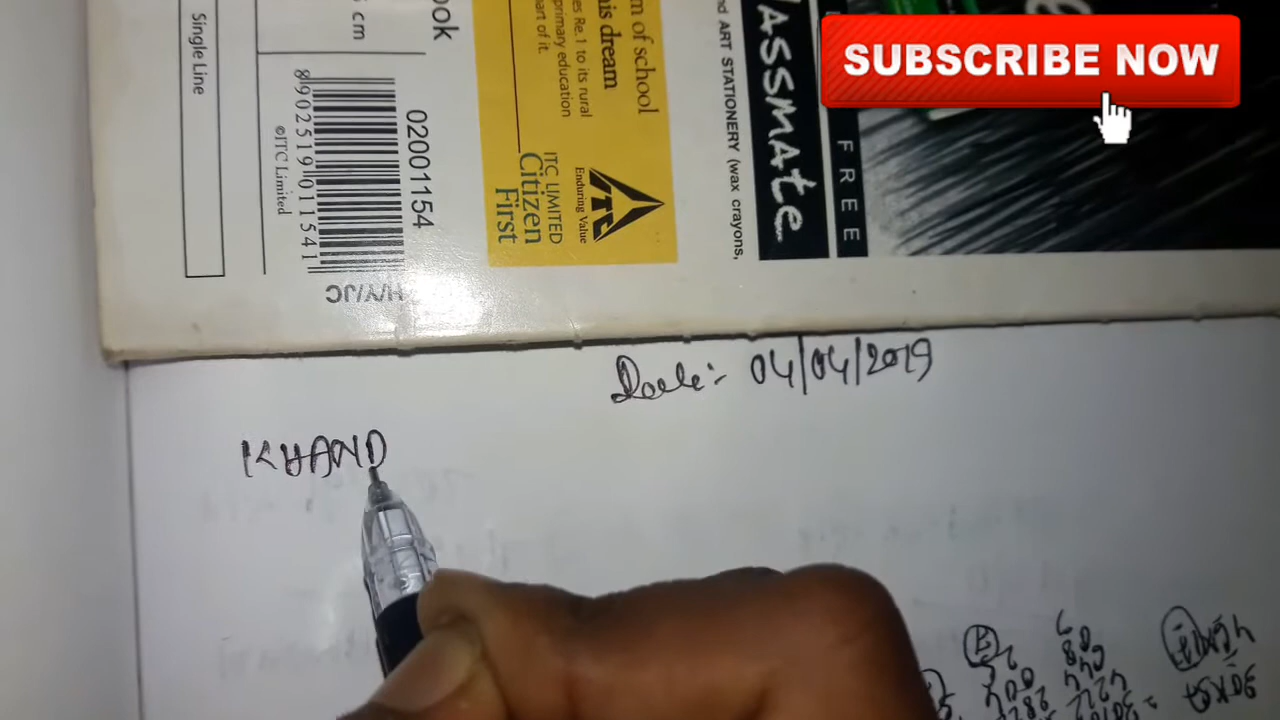 SUBSCRIBE NOW
ook
5 cm
Single Line
02001154
8902519011541
©ITC Limited
H/Y/JC
m of school
his dream
es Re.1 to its rural
primary education
part of it.
ITC LIMITED
Citizen
First
Enduring Value
ITC
nd ART STATIONERY (wax crayons,
assmate
FREE
Date:- 04/04/2019
KHAND